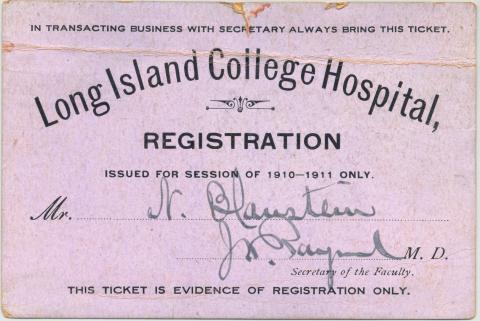 IN TRANSACTING BUSINESS WITH SECRETARY ALWAYS BRING THIS TICKET.
Long Island College Hospital,
REGISTRATION
ISSUED FOR SESSION OF 1910—1911 ONLY.
Mr. N. Blaustein
M. D.
Secretary of the Faculty.
THIS TICKET IS EVIDENCE OF REGISTRATION ONLY.